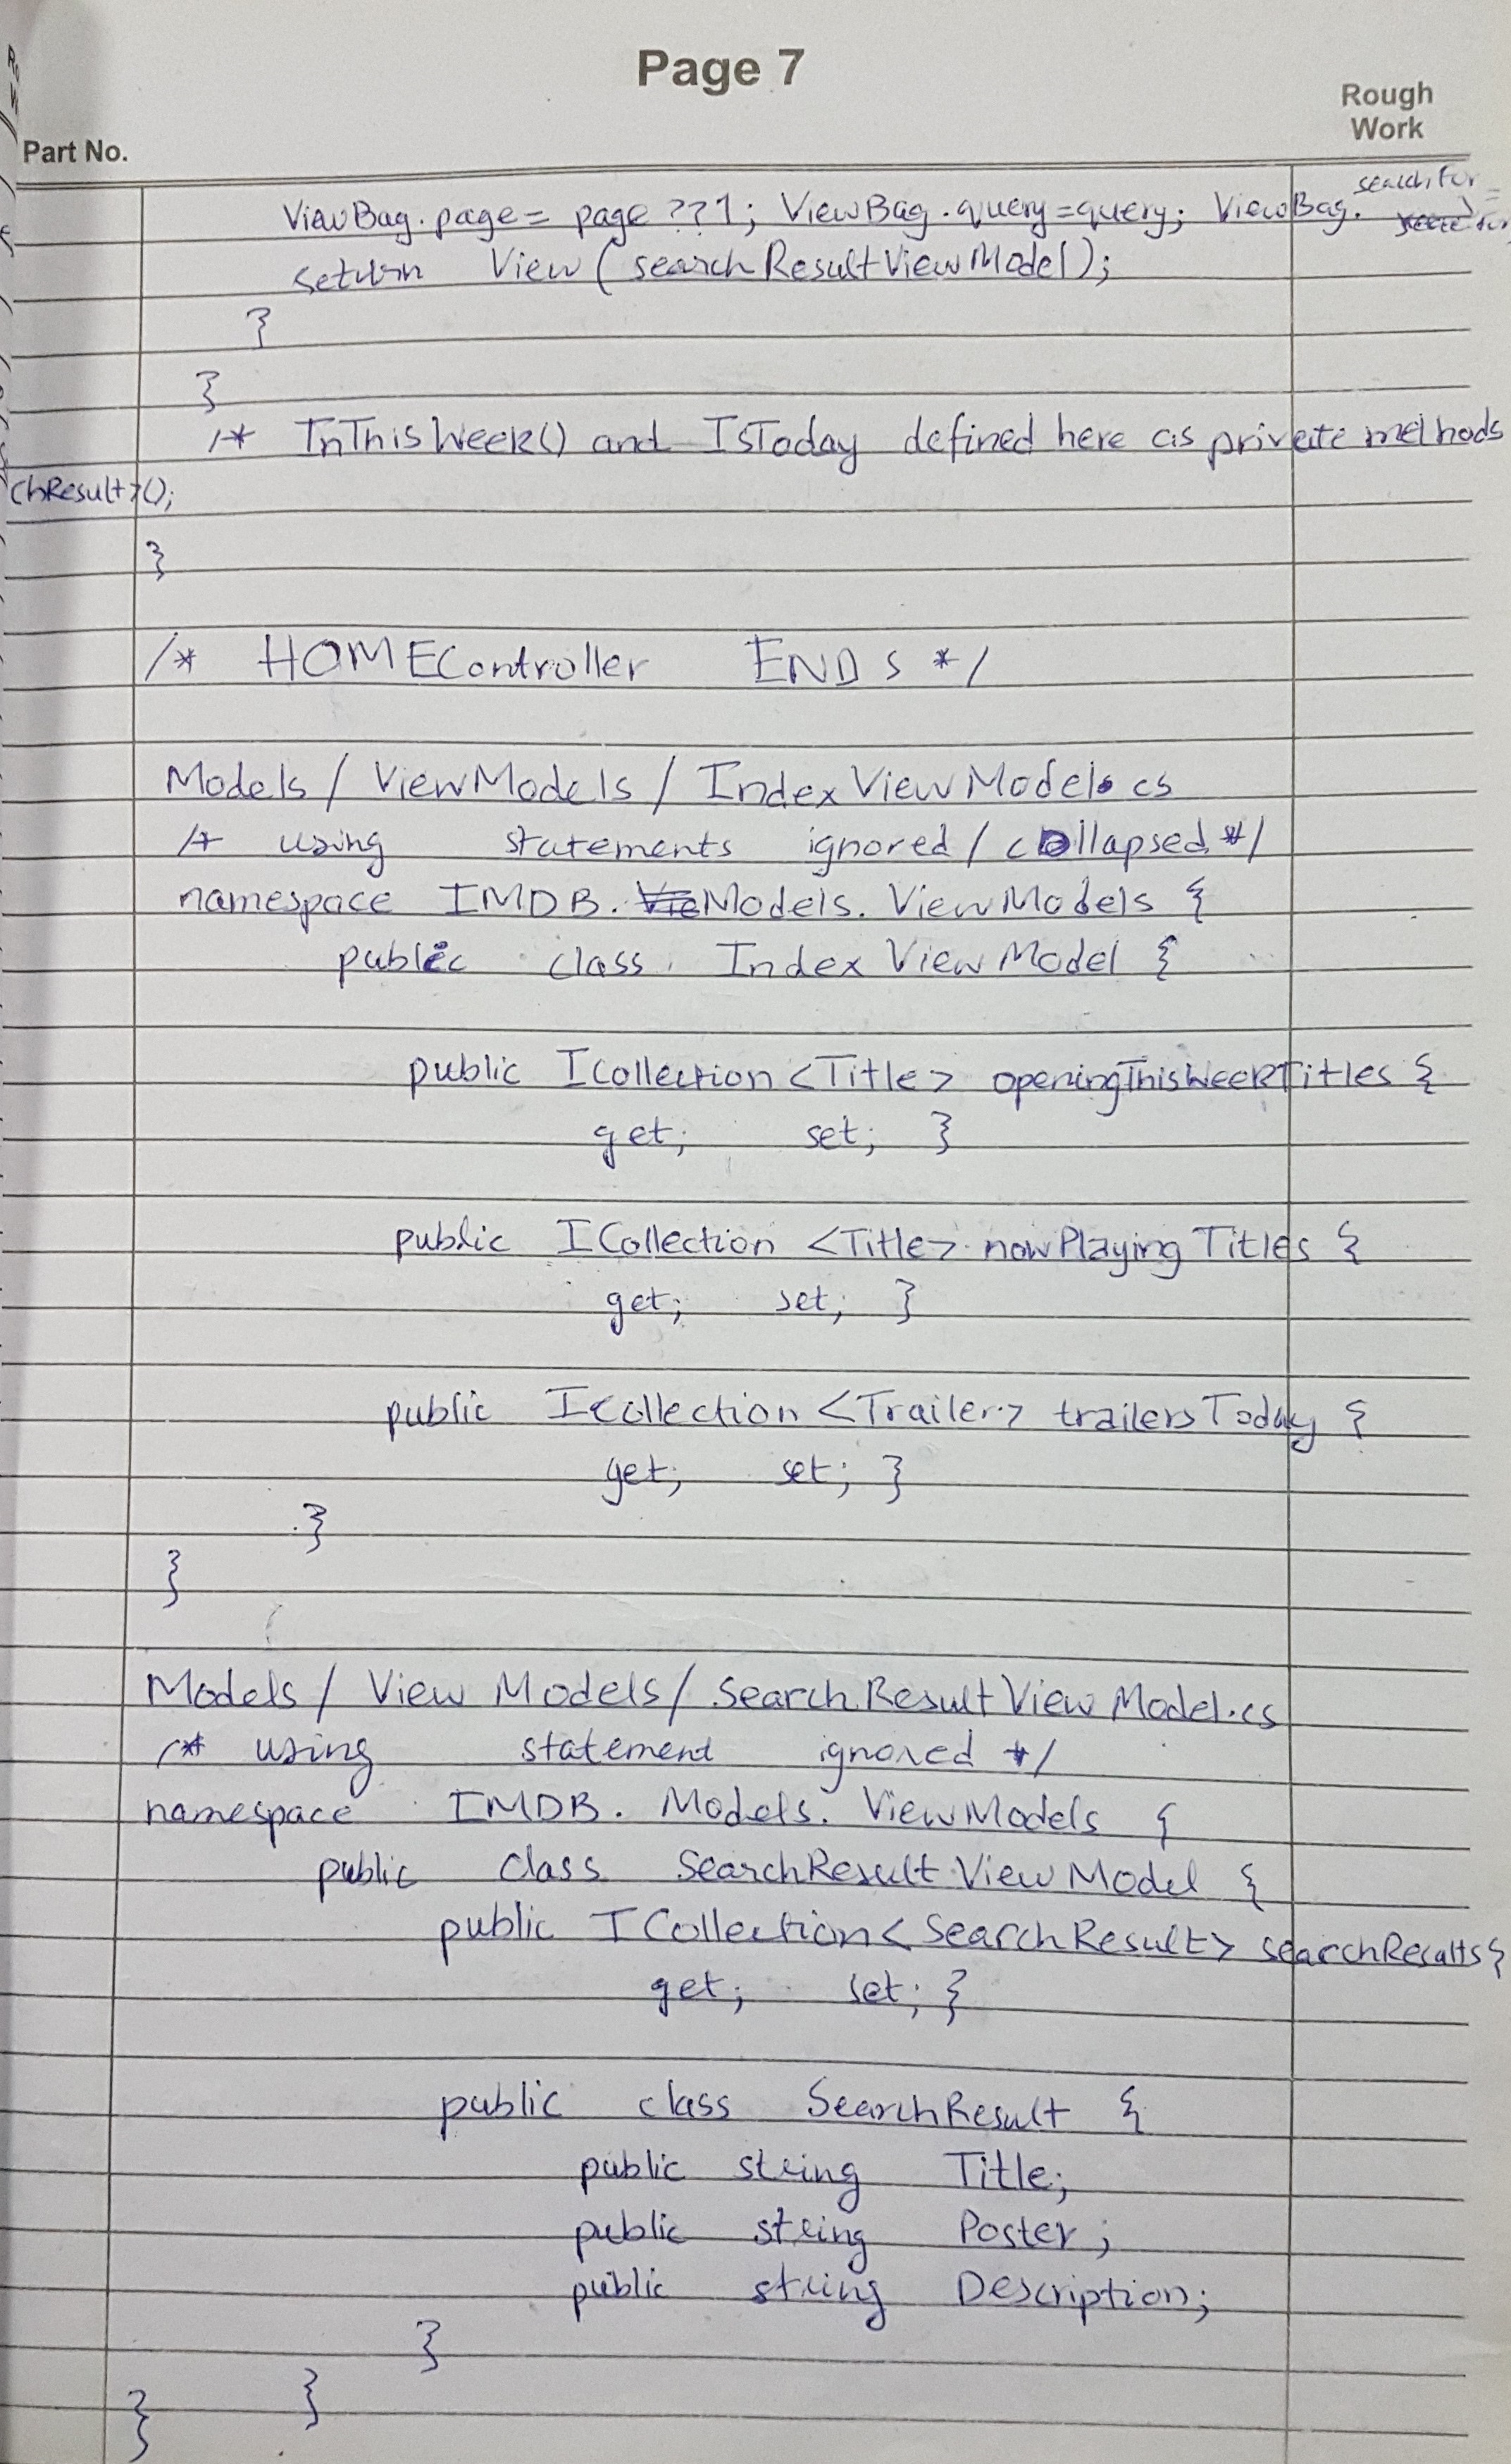 Page 7
Rough
Work
Part No.
searchfor =
ViewBag.page = page ??1; ViewBag.query=query; ViewBag.
return View (searchResultViewModel);
}
}
/* InThisWeek() and IsToday defined here as private methods
chResult>();
}
/* HOMEController ENDS */
Models / ViewModels / IndexViewModel.cs
/* using statements ignored / collapsed */
namespace IMDB.Models.ViewModels {
public class IndexViewModel {
public ICollection <Title> openingThisWeekTitles {
get; set; }
public ICollection <Title> nowPlayingTitles {
get; set; }
public ICollection <Trailer> trailersToday {
get; set; }
}
}
Models / ViewModels / SearchResultViewModel.cs
/* using statement ignored */
namespace IMDB.Models.ViewModels {
public class SearchResultViewModel {
public ICollection< SearchResult> searchResults {
get; set; }
public class SearchResult {
public string Title;
public string Poster;
public string Description;
}
}
}